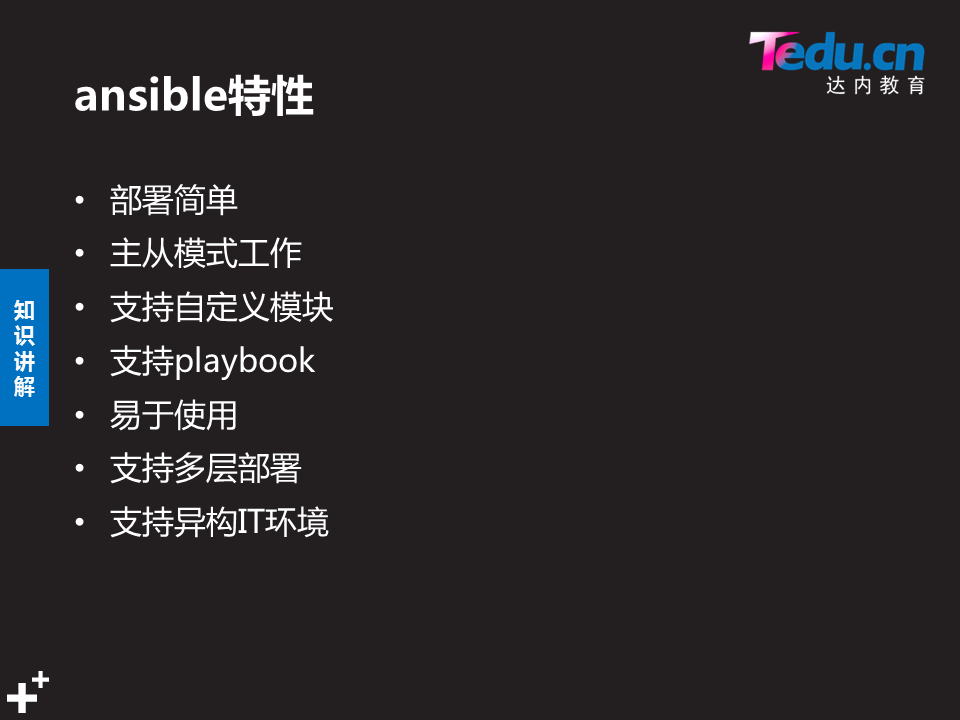 Tedu.cn
达内教育
ansible特性
• 部署简单
• 主从模式工作
• 支持自定义模块
• 支持playbook
• 易于使用
• 支持多层部署
• 支持异构IT环境
知
识
讲
解